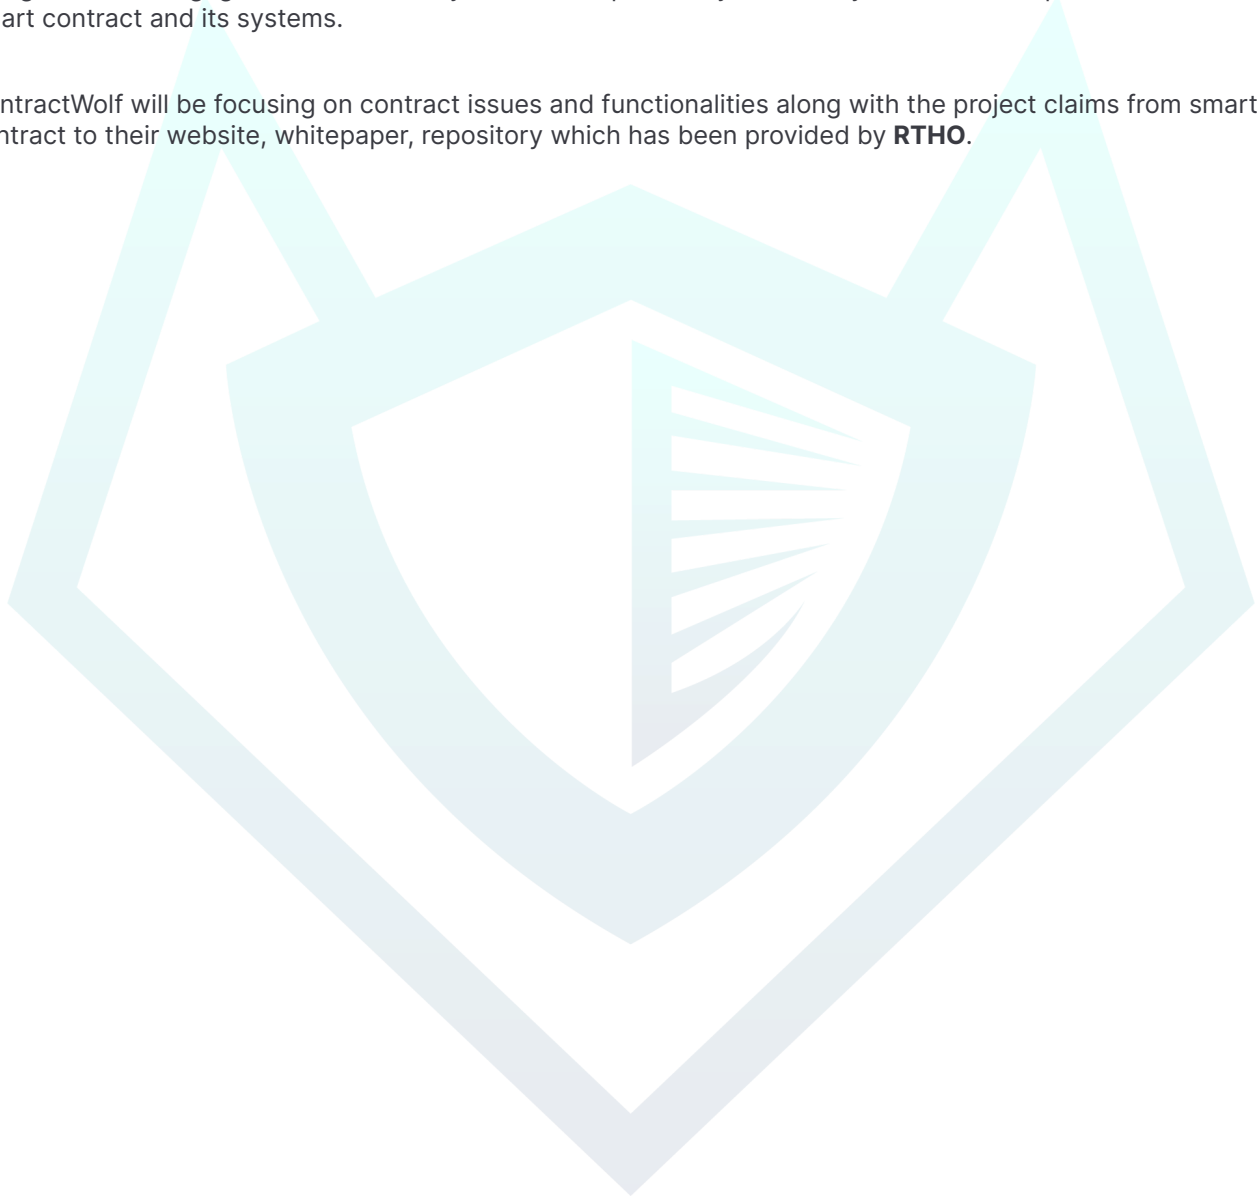 art contract and its systems.
ntractWolf will be focusing on contract issues and functionalities along with the project claims from smart
ntract to their website, whitepaper, repository which has been provided by RTHO.